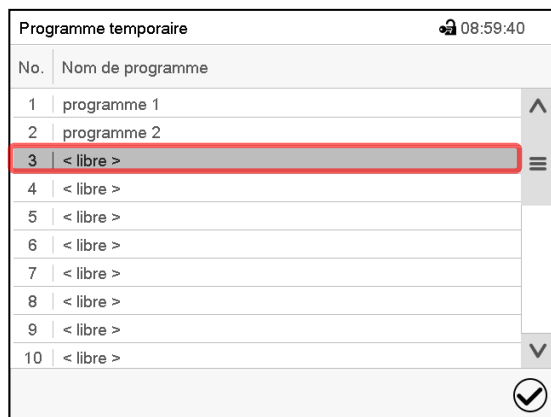 Programme temporaire 08:59:40
No. Nom de programme
1 programme 1
2 programme 2
3 < libre >
4 < libre >
5 < libre >
6 < libre >
7 < libre >
8 < libre >
9 < libre >
10 < libre >